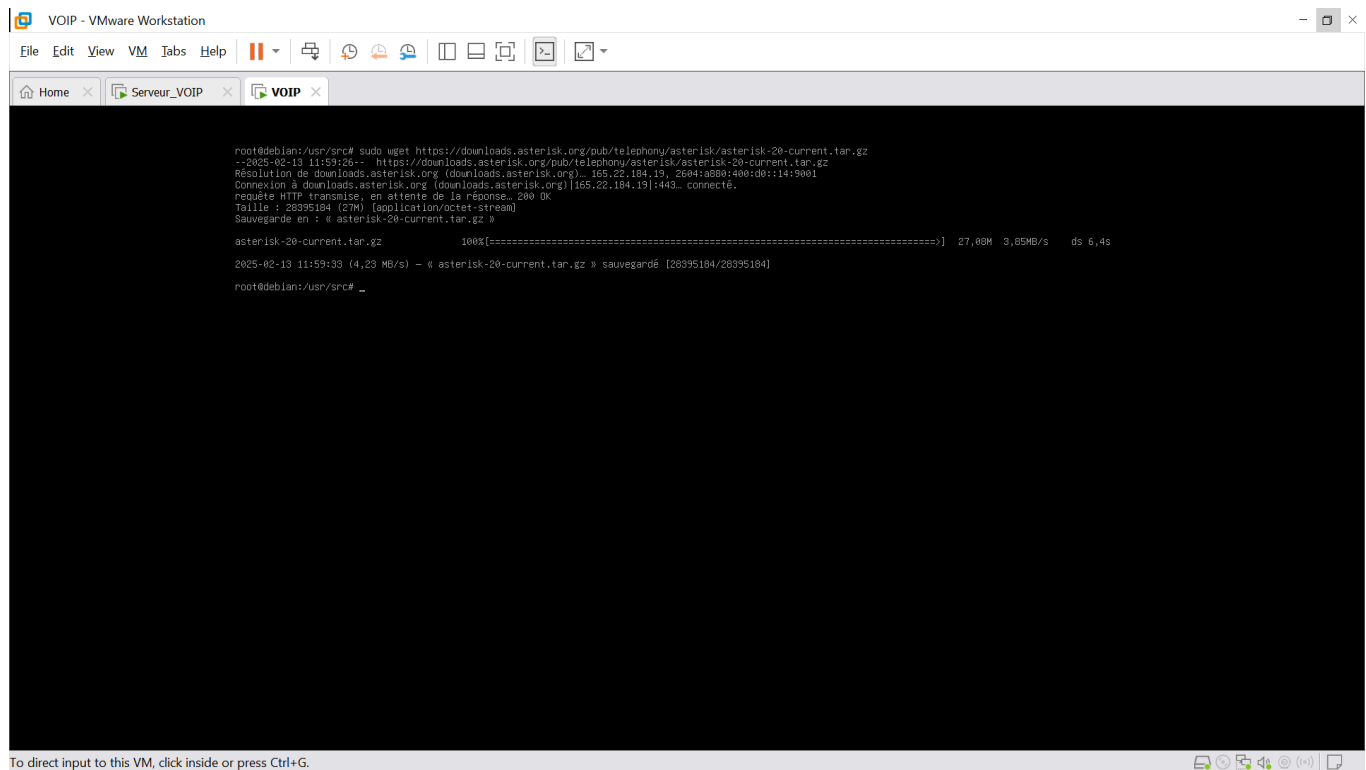 VOIP - VMware Workstation
File Edit View VM Tabs Help
Home Serveur_VOIP VOIP
root@debian:/usr/src# sudo wget https://downloads.asterisk.org/pub/telephony/asterisk/asterisk-20-current.tar.gz
--2025-02-13 11:59:26-- https://downloads.asterisk.org/pub/telephony/asterisk/asterisk-20-current.tar.gz
Résolution de downloads.asterisk.org (downloads.asterisk.org)… 165.22.184.19, 2604:a880:400:d0::14:9001
Connexion à downloads.asterisk.org (downloads.asterisk.org)|165.22.184.19|:443… connecté.
requête HTTP transmise, en attente de la réponse… 200 OK
Taille : 28395184 (27M) [application/octet-stream]
Sauvegarde en : « asterisk-20-current.tar.gz »
asterisk-20-current.tar.gz 100%[================================================================================>] 27,08M 3,85MB/s ds 6,4s
2025-02-13 11:59:33 (4,23 MB/s) — « asterisk-20-current.tar.gz » sauvegardé [28395184/28395184]
root@debian:/usr/src# _
To direct input to this VM, click inside or press Ctrl+G.